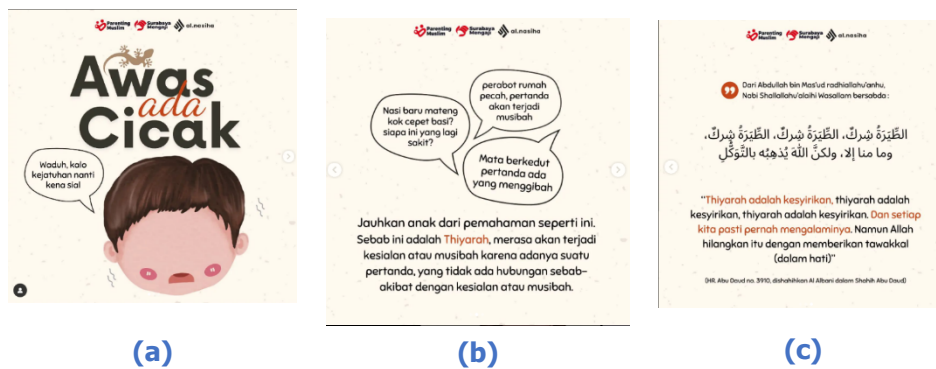 Parenting Muslim
Surabaya Mengaji
al.nasiha
Awas
ada
Cicak
Waduh, kalo
kejatuhan nanti
kena sial
(a)
Parenting Muslim
Surabaya Mengaji
al.nasiha
Nasi baru mateng
kok cepet basi?
siapa ini yang lagi
sakit?
perabot rumah
pecah, pertanda
akan terjadi
musibah
Mata berkedut
pertanda ada
yang menggibah
Jauhkan anak dari pemahaman seperti ini.
Sebab ini adalah Thiyarah, merasa akan terjadi
kesialan atau musibah karena adanya suatu
pertanda, yang tidak ada hubungan sebab-
akibat dengan kesialan atau musibah.
(b)
Parenting Muslim
Surabaya Mengaji
al.nasiha
Dari Abdullah bin Mas'ud radhiallahu'anhu,
Nabi Shallallahu'alaihi Wasallam bersabda :
الطِّيَرَةُ شِركٌ، الطِّيَرَةُ شِركٌ، الطِّيَرَةُ شِركٌ،
وما منا إلا، ولكنَّ اللهَ يُذهِبُه بالتَّوَكُّلِ
"Thiyarah adalah kesyirikan, thiyarah adalah
kesyirikan, thiyarah adalah kesyirikan. Dan setiap
kita pasti pernah mengalaminya. Namun Allah
hilangkan itu dengan memberikan tawakkal
(dalam hati)"
(HR. Abu Daud no. 3910, dishahihkan Al Albani dalam Shahih Abu Daud)
(c)